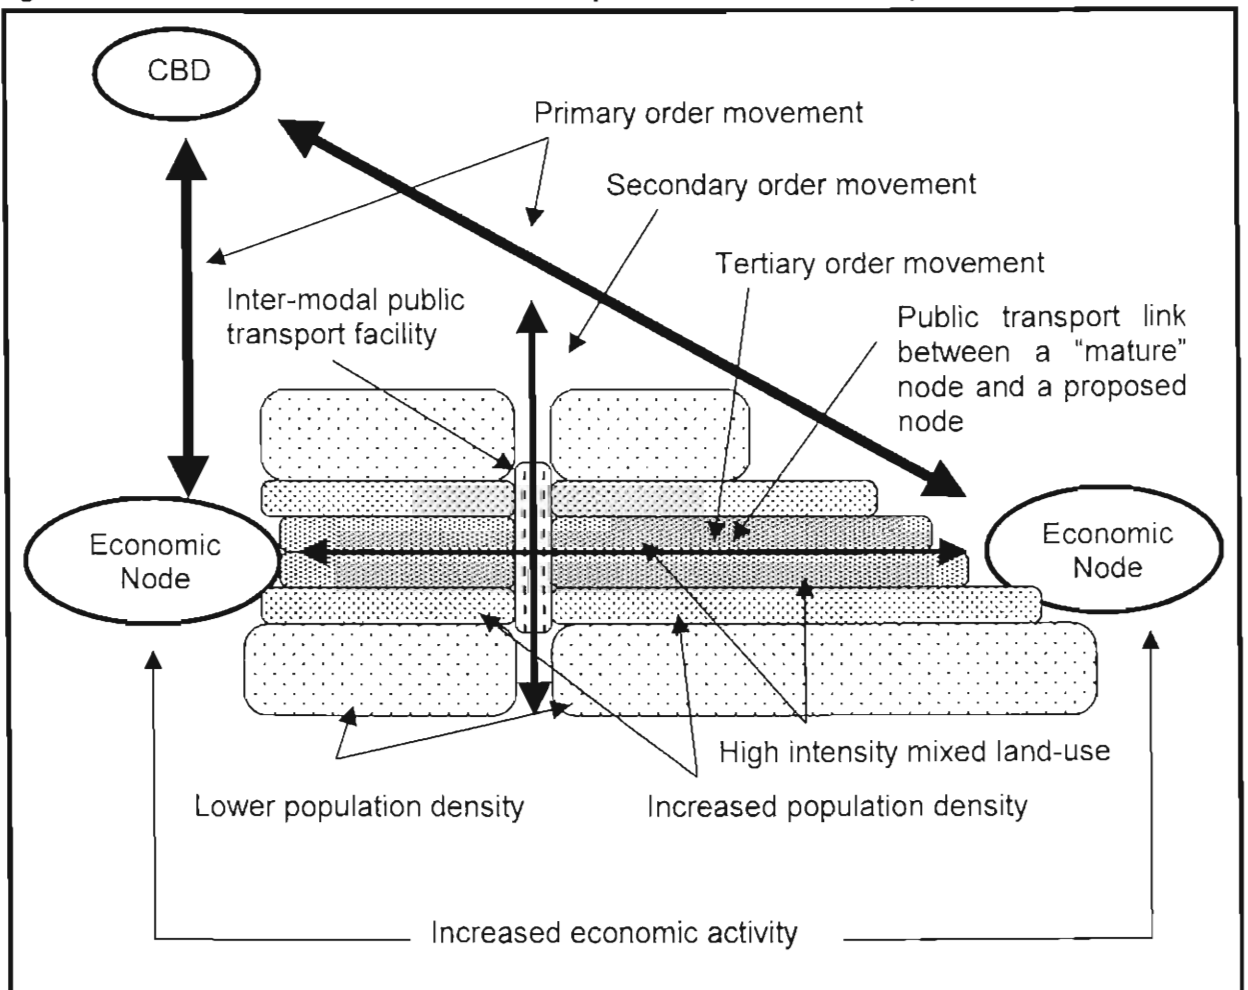 CBD
Primary order movement
Secondary order movement
Tertiary order movement
Inter-modal public
transport facility
Public transport link
between a “mature”
node and a proposed
node
Economic
Node
Economic
Node
High intensity mixed land-use
Lower population density
Increased population density
Increased economic activity